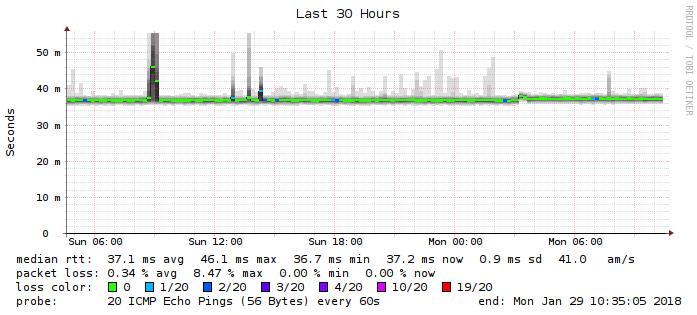 Last 30 Hours
RRDTOOL / TOBI OETIKER
Seconds
50 m
40 m
30 m
20 m
10 m
0
Sun 06:00 Sun 12:00 Sun 18:00 Mon 00:00 Mon 06:00
median rtt: 37.1 ms avg 46.1 ms max 36.7 ms min 37.2 ms now 0.9 ms sd 41.0 am/s
packet loss: 0.34 % avg 8.47 % max 0.00 % min 0.00 % now
loss color: 0 1/20 2/20 3/20 4/20 10/20 19/20
probe: 20 ICMP Echo Pings (56 Bytes) every 60s end: Mon Jan 29 10:35:05 2018